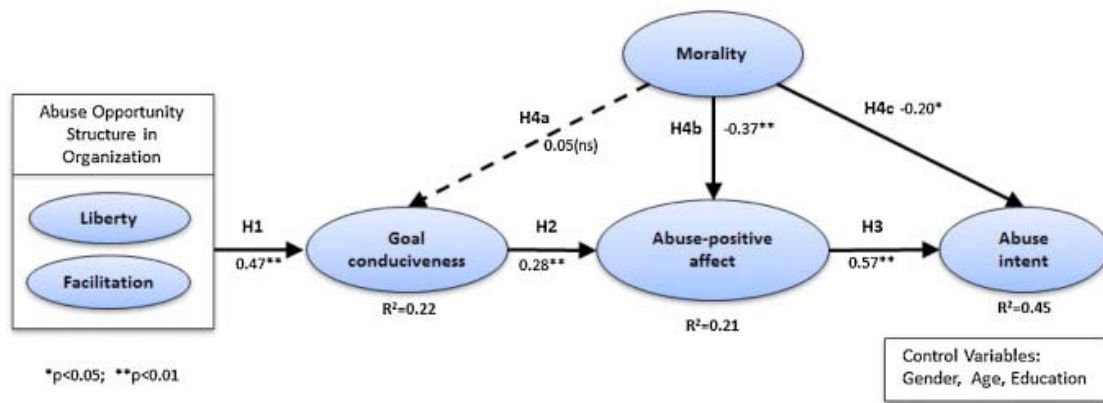 Morality
Abuse Opportunity
Structure in
Organization
H4a
0.05(ns)
H4b
-0.37**
H4c -0.20*
Liberty
Facilitation
H1
0.47**
Goal
conduciveness
R²=0.22
H2
0.28**
Abuse-positive
affect
R²=0.21
H3
0.57**
Abuse
intent
R²=0.45
*p<0.05; **p<0.01
Control Variables:
Gender, Age, Education